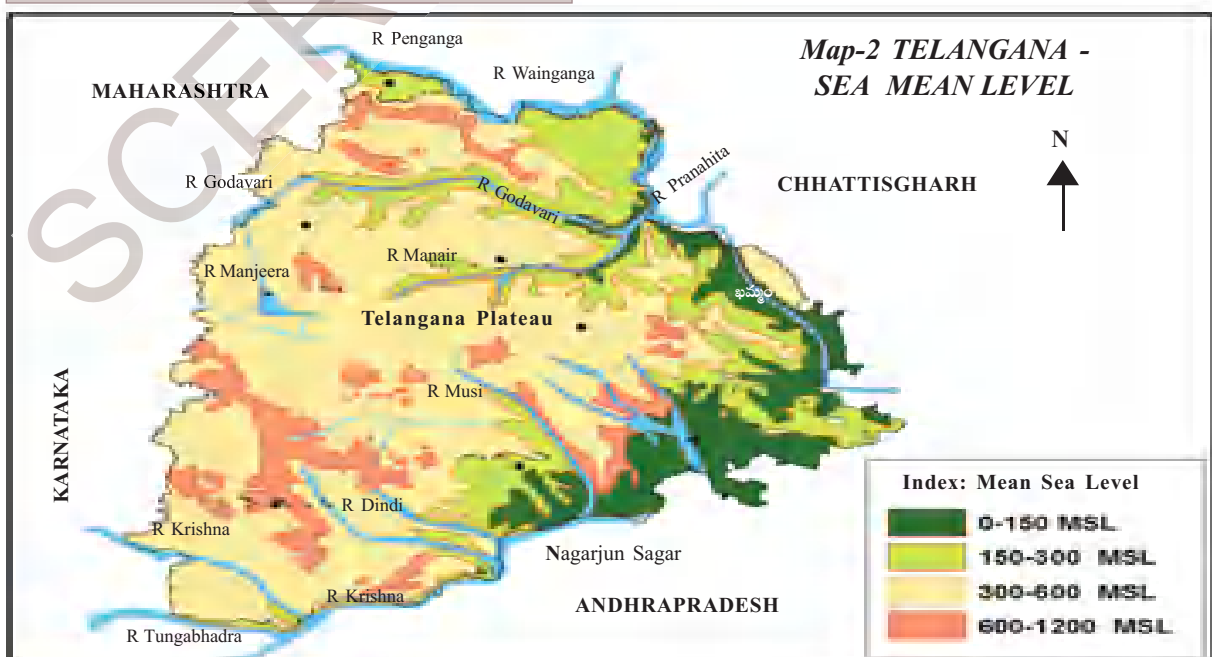 SCER
Map-2 TELANGANA -
SEA MEAN LEVEL
R Penganga
R Wainganga
MAHARASHTRA
N
R Pranahita
CHHATTISGHARH
R Godavari
R Godavari
R Manair
R Manjeera
ఖమ్మం
Telangana Plateau
R Musi
KARNATAKA
R Dindi
R Krishna
Nagarjun Sagar
R Krishna
ANDHRAPRADESH
R Tungabhadra
Index: Mean Sea Level
0-150 MSL
150-300 MSL
300-600 MSL
600-1200 MSL